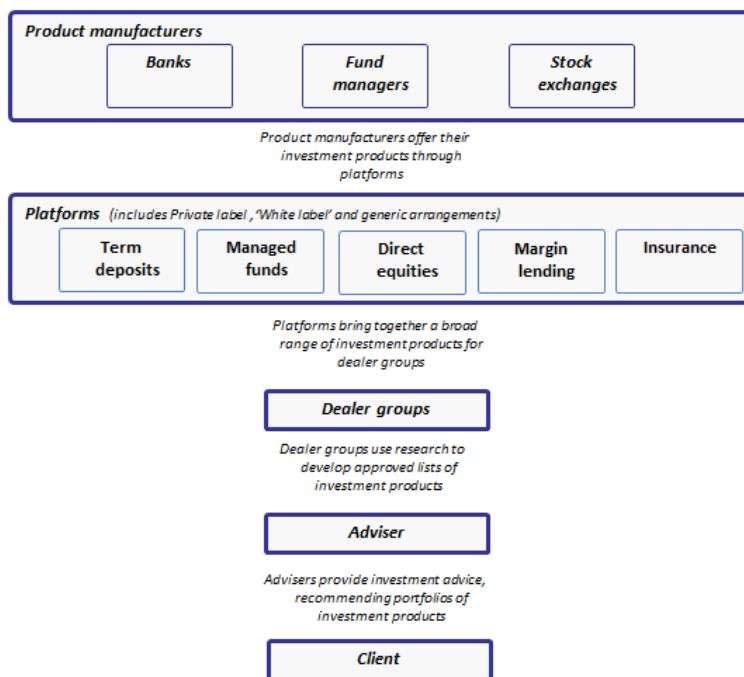 Product manufacturers
Banks
Fund
managers
Stock
exchanges
Product manufacturers offer their
investment products through
platforms
Platforms (includes Private label ,'White label' and generic arrangements)
Term
deposits
Managed
funds
Direct
equities
Margin
lending
Insurance
Platforms bring together a broad
range of investment products for
dealer groups
Dealer groups
Dealer groups use research to
develop approved lists of
investment products
Adviser
Advisers provide investment advice,
recommending portfolios of
investment products
Client